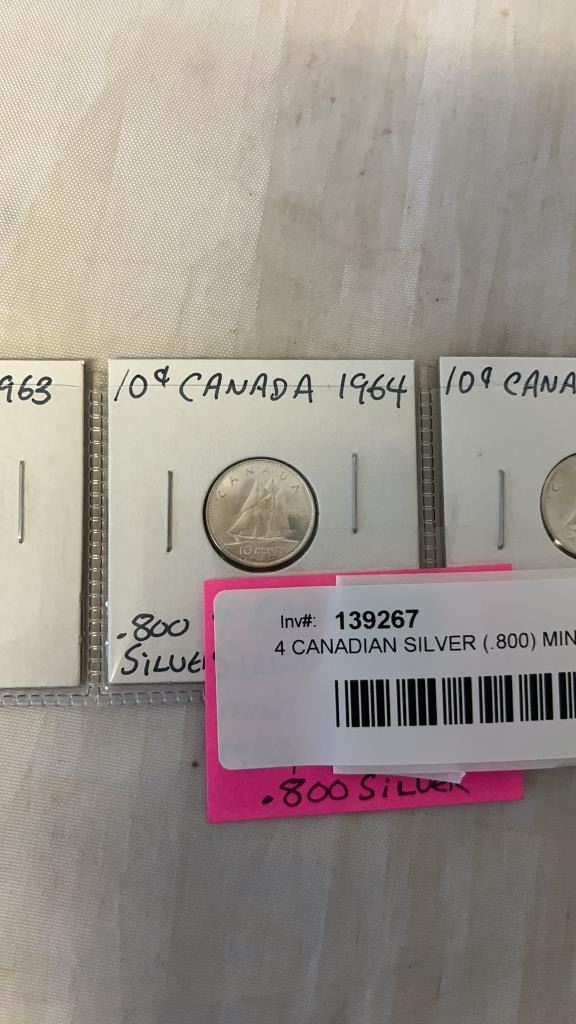 963
10¢ CANADA 1964
10¢ CANA
CANADA
10 CENTS
.800
SILVE
Inv#: 139267
4 CANADIAN SILVER (.800) MIN
.800 SILVER